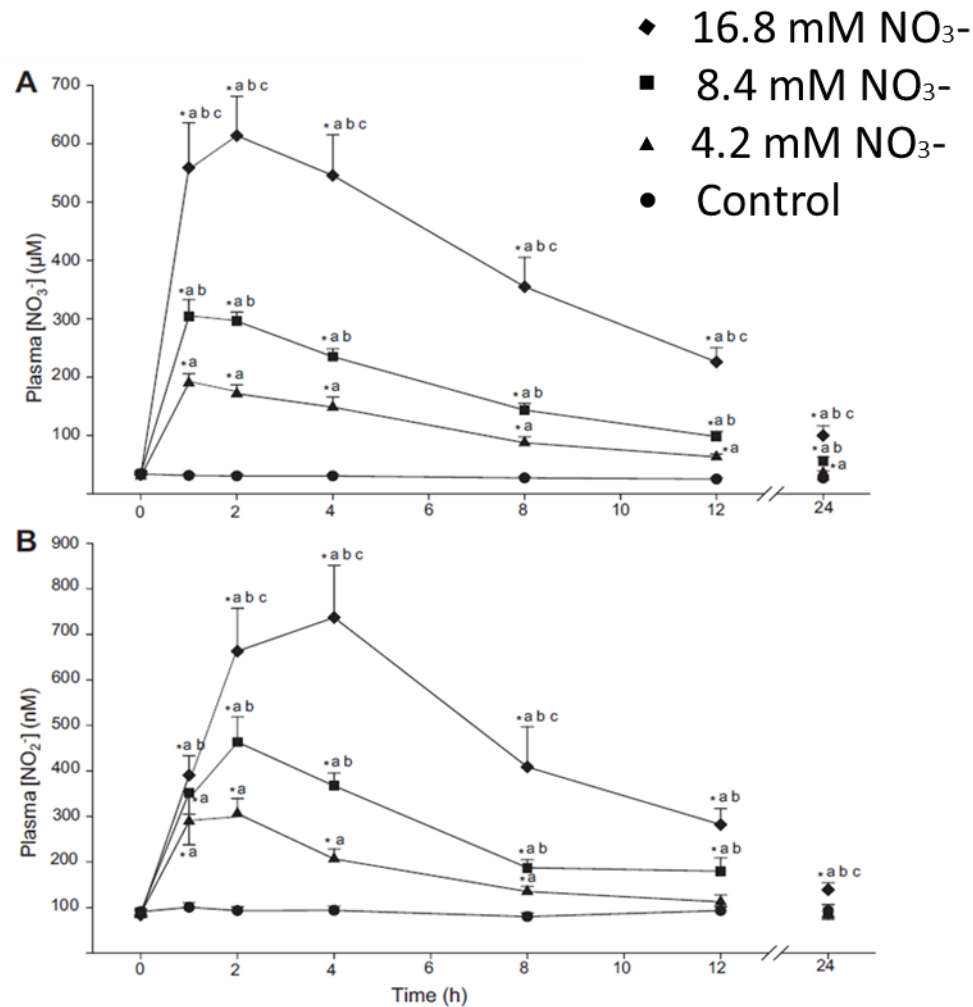 16.8 mM NO₃-
8.4 mM NO₃-
4.2 mM NO₃-
Control
A
Plasma [NO₃⁻] (μM)
700
600
500
400
300
200
100
*a b c
*a b c
*a b c
*a b c
*a b c
*a b c
*a b
*a b
*a b
*a b
*a b
*a b
*a
*a
*a
*a
*a
*a
0 2 4 6 8 10 12 24
B
Plasma [NO₂⁻] (nM)
900
800
700
600
500
400
300
200
100
*a b c
*a b c
*a b c
*a b
*a b c
*a b
*a b
*a b
*a b
*a b
*a
*a
*a
*a
*a
0 2 4 6 8 10 12 24
Time (h)